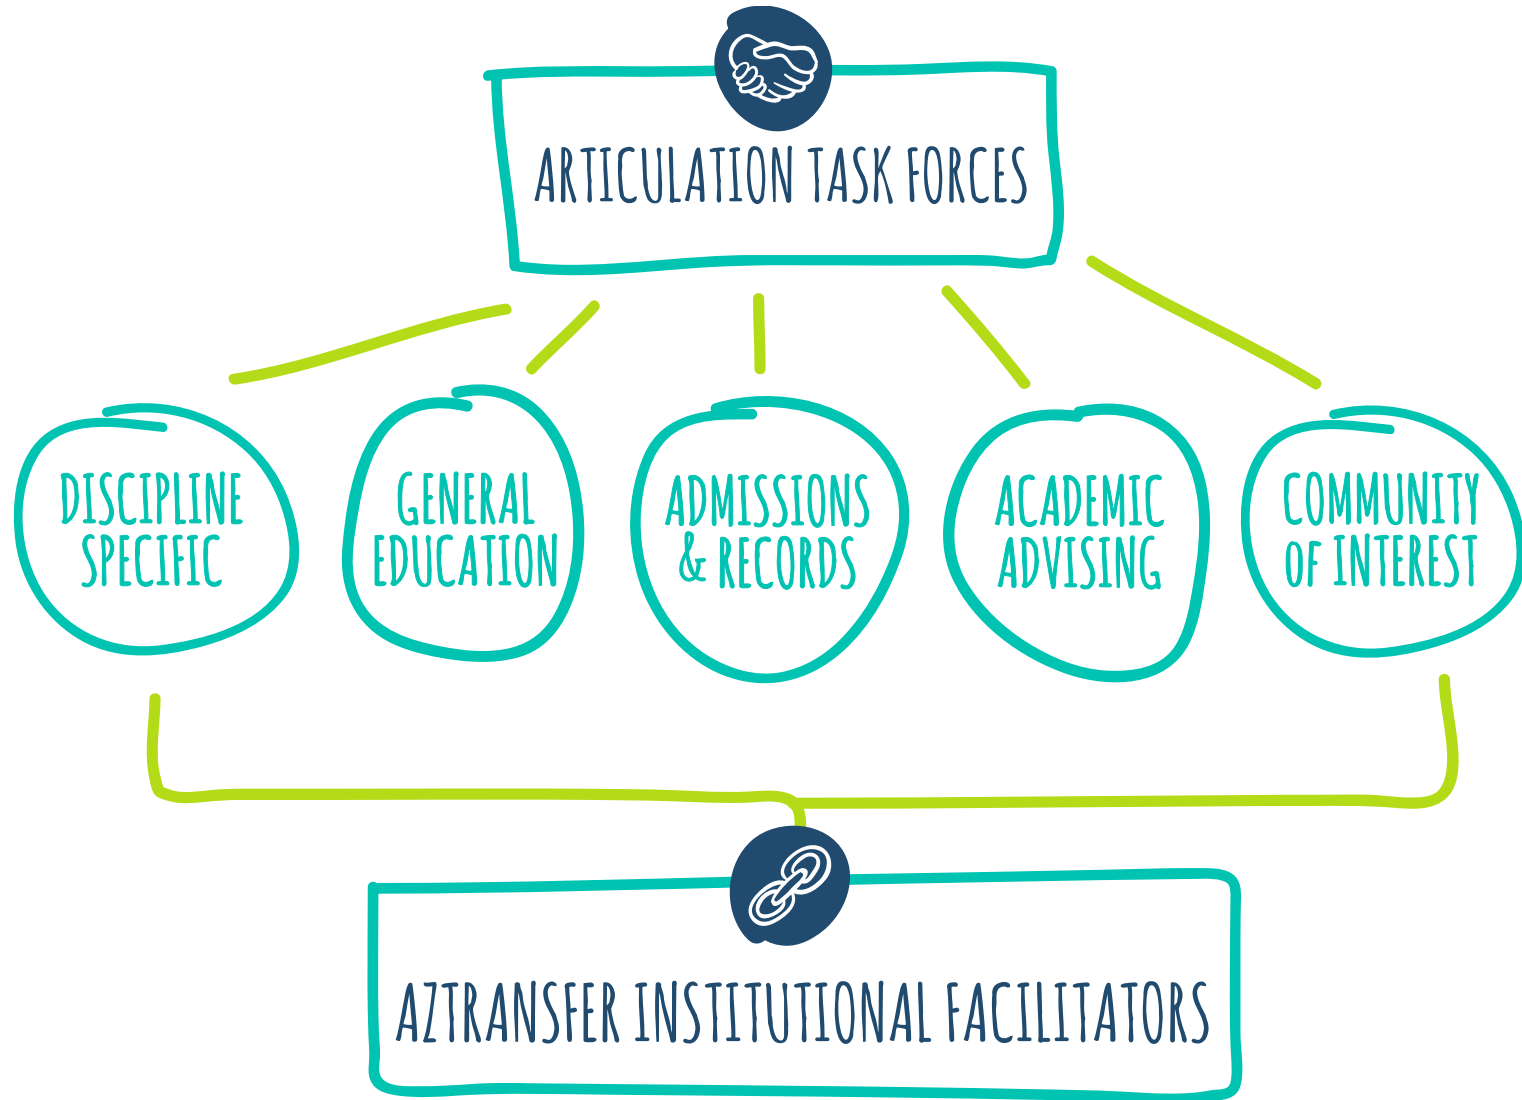 ARTICULATION TASK FORCES
DISCIPLINE
SPECIFIC
GENERAL
EDUCATION
ADMISSIONS
& RECORDS
ACADEMIC
ADVISING
COMMUNITY
OF INTEREST
AZTRANSFER INSTITUTIONAL FACILITATORS